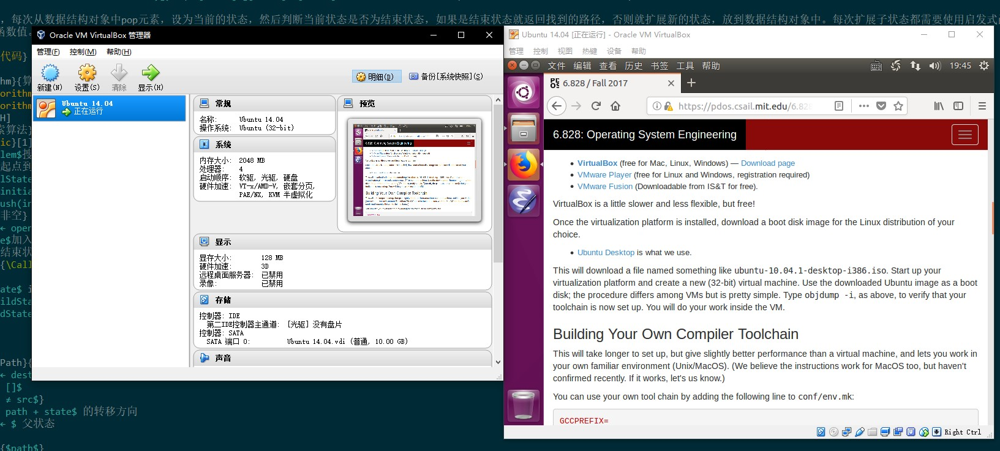 ，每次从数据结构对象中pop元素，设为当前的状态，然后判断当前状态是否为结束状态，如果是结束状态就返回找到的路径，否则就扩展新的状态，放到数据结构对象中。每次扩展子状态都需要使用启发式
函数值。
代码}
hm}{算
orithm
orithm
H]
索算法}
ic}[1]
lem$搜
起点到
lState
initia
ush(in
非空}
← open
e$加入
结束状
{\Call
ate$ i
ildSta
dState
Path}{
← dest
[]$
≠ src$}
path + state$ 的转移方向
← $ 父状态
{$path$}
Oracle VM VirtualBox 管理器
管理(F) 控制(M) 帮助(H)
新建(N) 设置(S) 清除 显示(H)
明细(D) 备份[系统快照](S)
Ubuntu 14.04
正在运行
常规
名称: Ubuntu 14.04
操作系统: Ubuntu (32-bit)
预览
6.828: Operating System Engineering
Building Your Own Compiler Toolchain
系统
内存大小: 2048 MB
处理器: 4
启动顺序: 软驱, 光驱, 硬盘
硬件加速: VT-x/AMD-V, 嵌套分页,
PAE/NX, KVM 半虚拟化
显示
显存大小: 128 MB
硬件加速: 3D
远程桌面服务器: 已禁用
录像: 已禁用
存储
控制器: IDE
第二IDE控制器主通道: [光驱] 没有盘片
控制器: SATA
SATA 端口 0: Ubuntu 14.04.vdi (普通, 10.00 GB)
声音
Ubuntu 14.04 [正在运行] - Oracle VM VirtualBox
管理 控制 视图 热键 设备 帮助
文件 编辑 查看 历史 书签 工具 帮助 19:45
6.828 / Fall 2017
https://pdos.csail.mit.edu/6.828
6.828: Operating System Engineering
• VirtualBox (free for Mac, Linux, Windows) — Download page
• VMware Player (free for Linux and Windows, registration required)
• VMware Fusion (Downloadable from IS&T for free).
VirtualBox is a little slower and less flexible, but free!
Once the virtualization platform is installed, download a boot disk image for the Linux distribution of your
choice.
• Ubuntu Desktop is what we use.
This will download a file named something like ubuntu-10.04.1-desktop-i386.iso. Start up your
virtualization platform and create a new (32-bit) virtual machine. Use the downloaded Ubuntu image as a boot
disk; the procedure differs among VMs but is pretty simple. Type objdump -i, as above, to verify that your
toolchain is now set up. You will do your work inside the VM.
Building Your Own Compiler Toolchain
This will take longer to set up, but give slightly better performance than a virtual machine, and lets you work in
your own familiar environment (Unix/MacOS). (We believe the instructions work for MacOS too, but haven't
confirmed recently. If it works, let's us know.)
You can use your own tool chain by adding the following line to conf/env.mk:
GCCPREFIX=
Right Ctrl